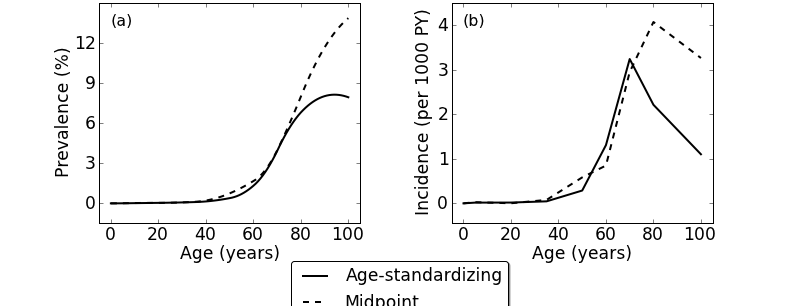 (a)
Prevalence (%)
12
9
6
3
0
0 20 40 60 80 100
Age (years)
(b)
Incidence (per 1000 PY)
4
3
2
1
0
0 20 40 60 80 100
Age (years)
Age-standardizing
Midpoint